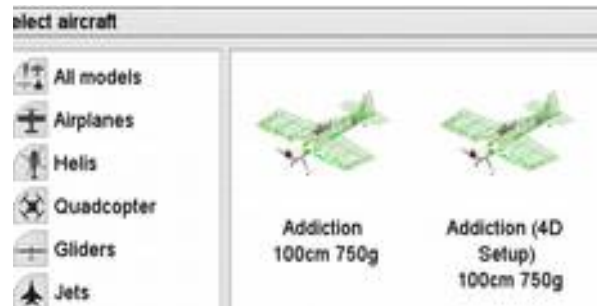 elect aircraft
All models
Airplanes
Helis
Quadcopter
Gliders
Jets
Addiction
100cm 750g
Addiction (4D
Setup)
100cm 750g